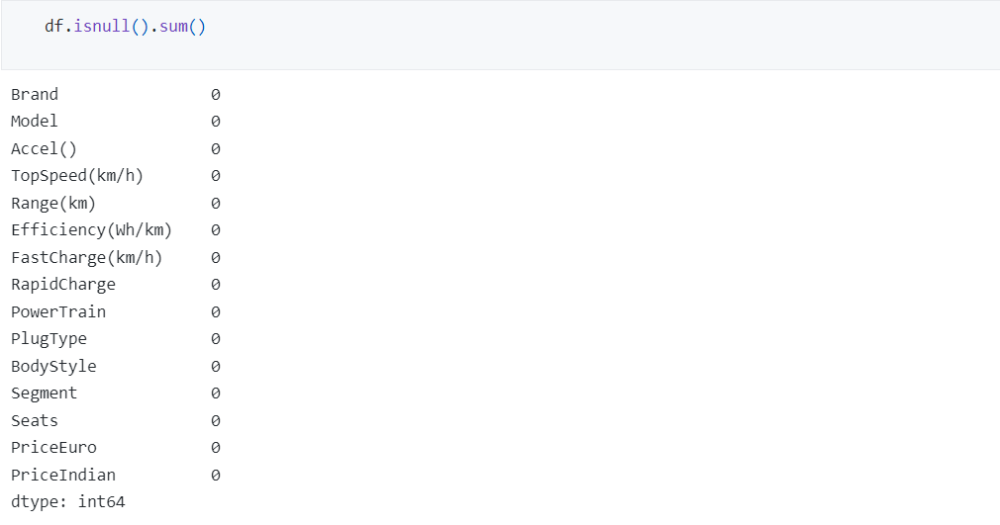 df.isnull().sum()
Brand 0
Model 0
Accel() 0
TopSpeed(km/h) 0
Range(km) 0
Efficiency(Wh/km) 0
FastCharge(km/h) 0
RapidCharge 0
PowerTrain 0
PlugType 0
BodyStyle 0
Segment 0
Seats 0
PriceEuro 0
PriceIndian 0
dtype: int64